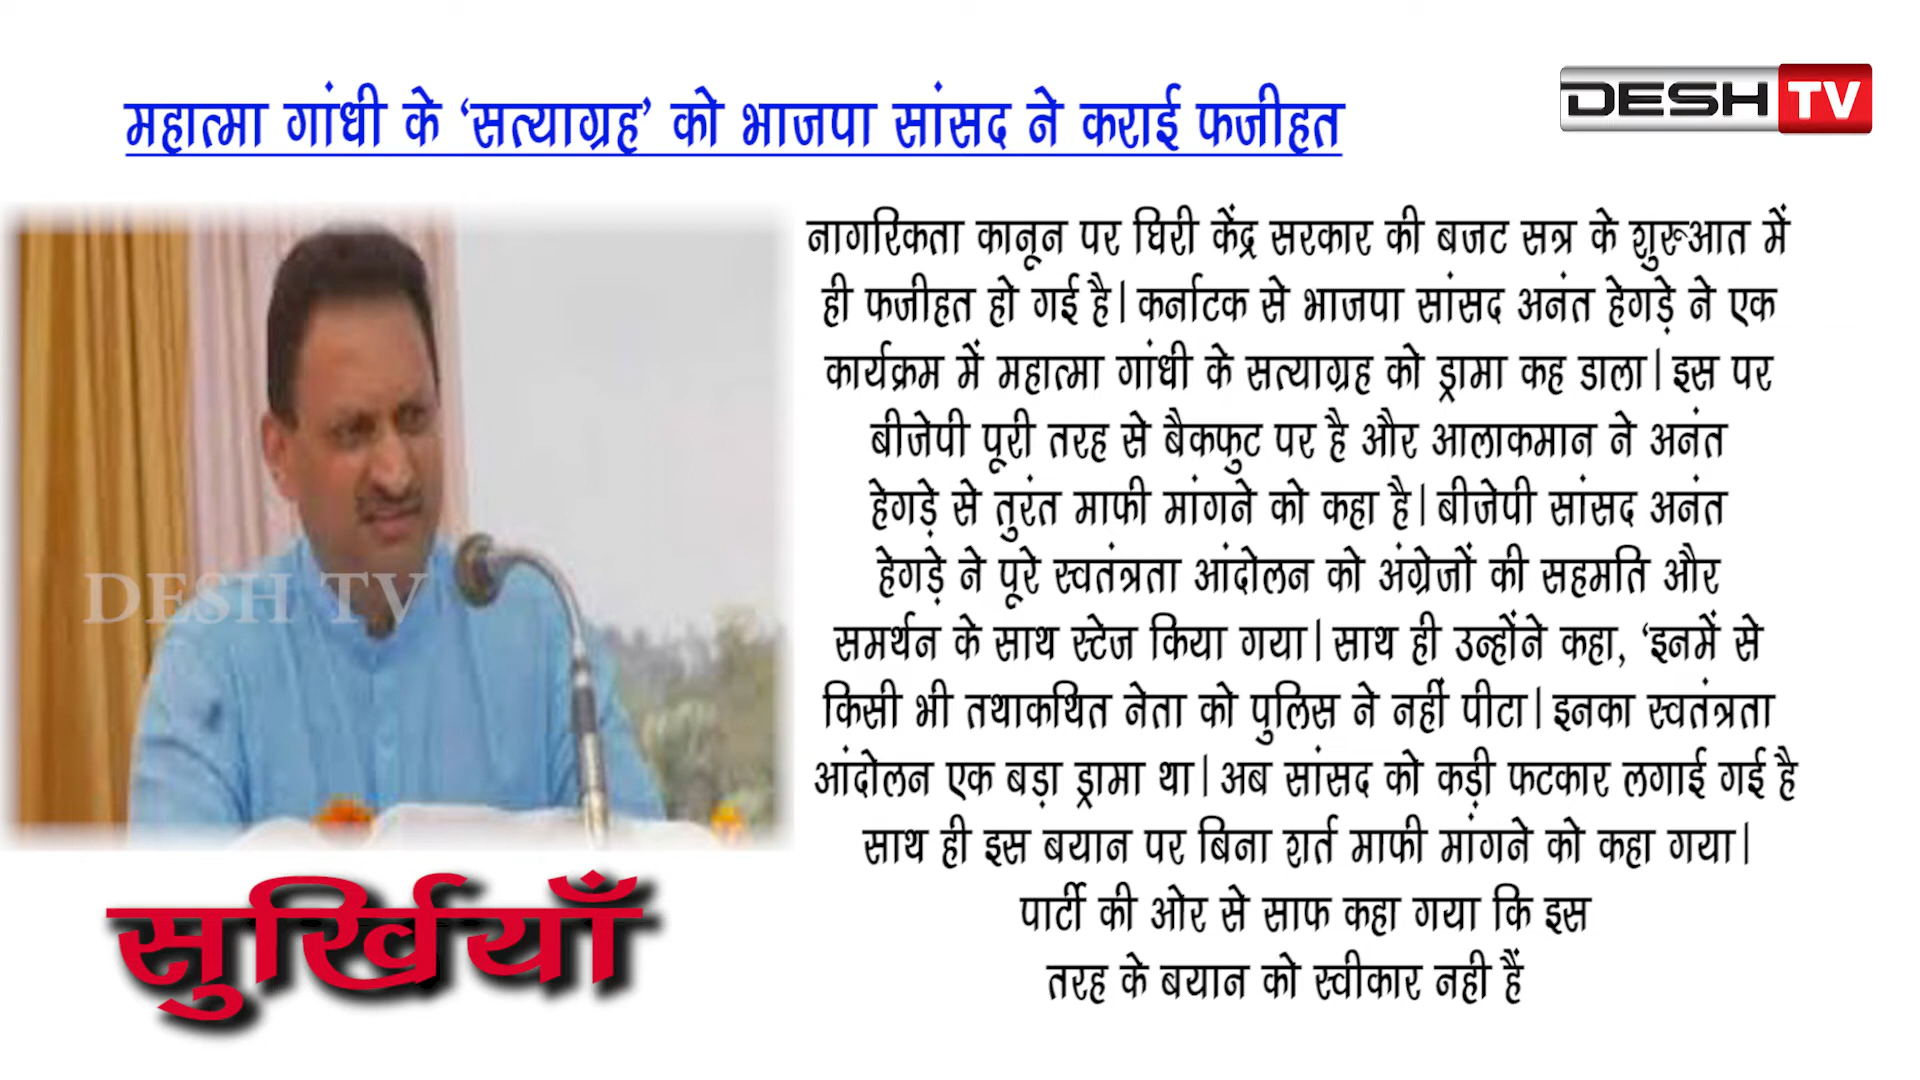 महात्मा गांधी के ‘सत्याग्रह’ को भाजपा सांसद ने कराई फजीहत
DESH TV
नागरिकता कानून पर घिरी केंद्र सरकार की बजट सत्र के शुरूआत में
ही फजीहत हो गई है। कर्नाटक से भाजपा सांसद अनंत हेगड़े ने एक
कार्यक्रम में महात्मा गांधी के सत्याग्रह को ड्रामा कह डाला। इस पर
बीजेपी पूरी तरह से बैकफुट पर है और आलाकमान ने अनंत
हेगड़े से तुरंत माफी मांगने को कहा है। बीजेपी सांसद अनंत
हेगड़े ने पूरे स्वतंत्रता आंदोलन को अंग्रेजों की सहमति और
समर्थन के साथ स्टेज किया गया। साथ ही उन्होंने कहा, ‘इनमें से
किसी भी तथाकथित नेता को पुलिस ने नहीं पीटा। इनका स्वतंत्रता
आंदोलन एक बड़ा ड्रामा था। अब सांसद को कड़ी फटकार लगाई गई है
साथ ही इस बयान पर बिना शर्त माफी मांगने को कहा गया।
पार्टी की ओर से साफ कहा गया कि इस
तरह के बयान को स्वीकार नही हैं
DESH TV
सुर्खियाँ